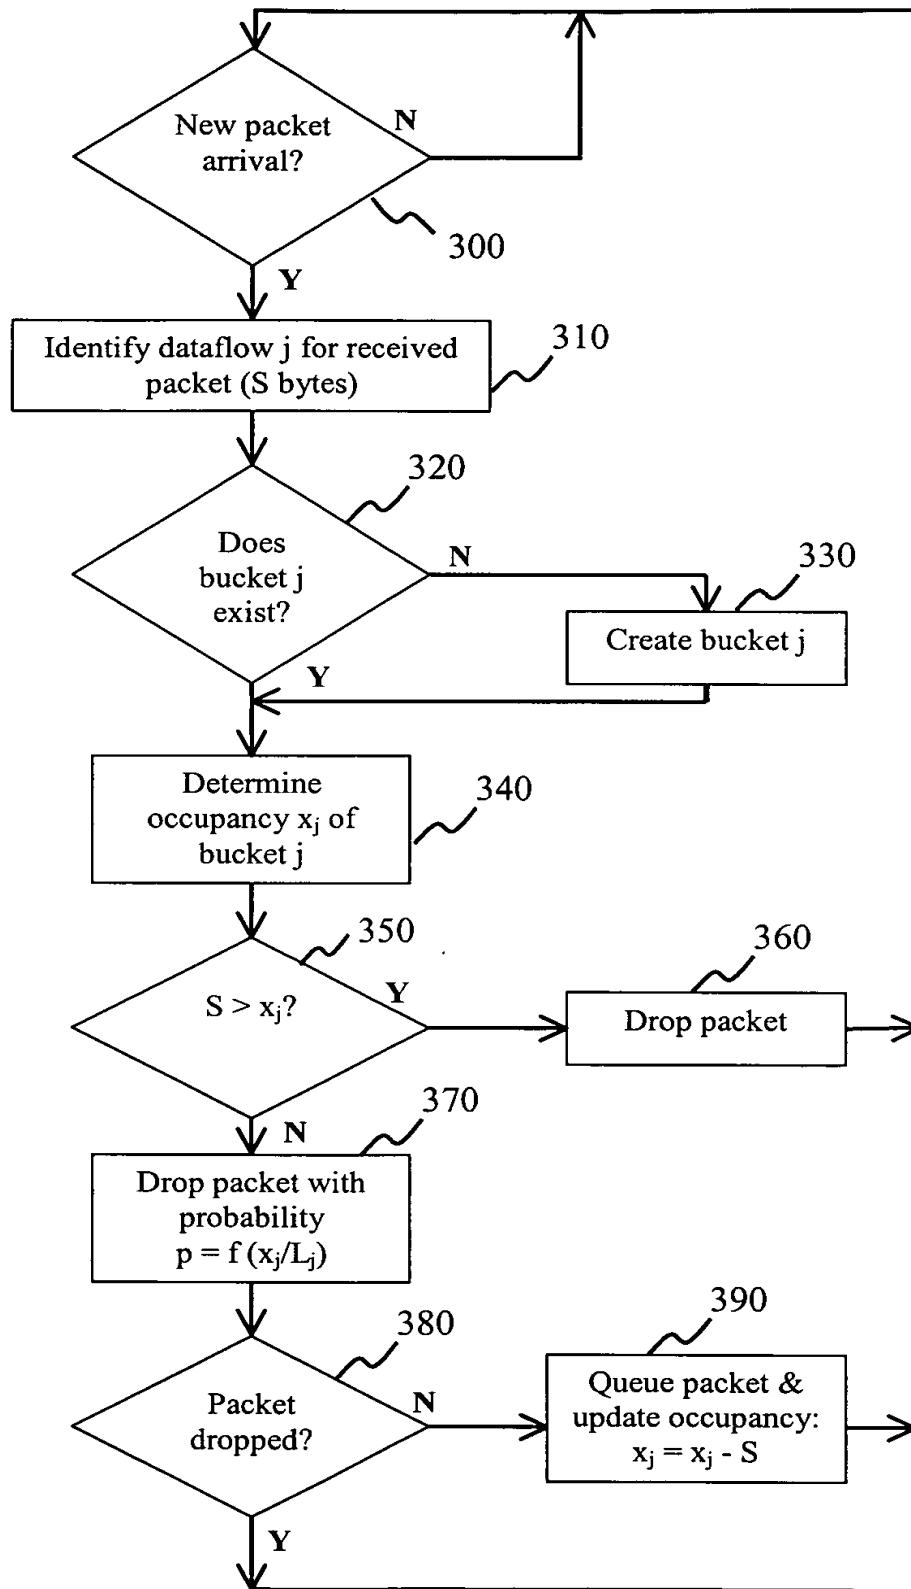 New packet
arrival?
N
300
Y
Identify dataflow j for received
packet (S bytes)
310
320
Does
bucket j
exist?
N
330
Create bucket j
Y
Determine
occupancy xj of
bucket j
340
350
S > xj?
Y
360
Drop packet
N
370
Drop packet with
probability
p = f (xj/Lj)
380
Packet
dropped?
N
390
Queue packet &
update occupancy:
xj = xj - S
Y